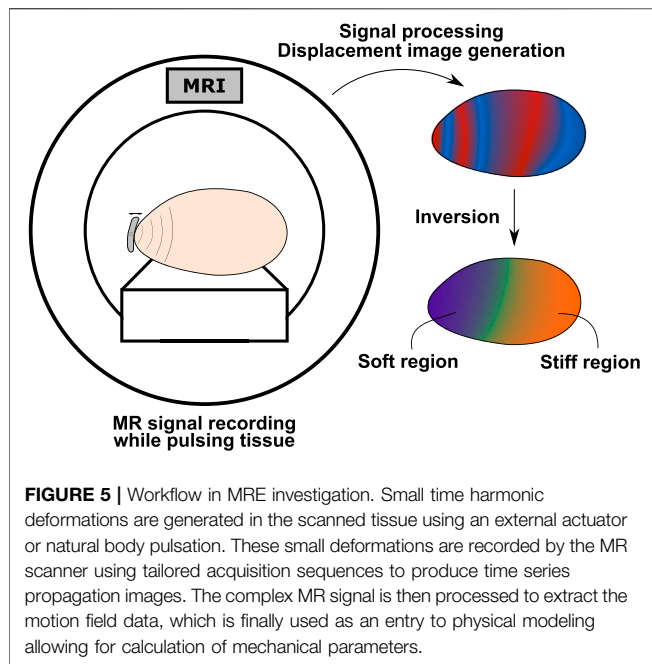 Signal processing
Displacement image generation
MRI
Inversion
Soft region
Stiff region
MR signal recording
while pulsing tissue
FIGURE 5 | Workflow in MRE investigation. Small time harmonic
deformations are generated in the scanned tissue using an external actuator
or natural body pulsation. These small deformations are recorded by the MR
scanner using tailored acquisition sequences to produce time series
propagation images. The complex MR signal is then processed to extract the
motion field data, which is finally used as an entry to physical modeling
allowing for calculation of mechanical parameters.